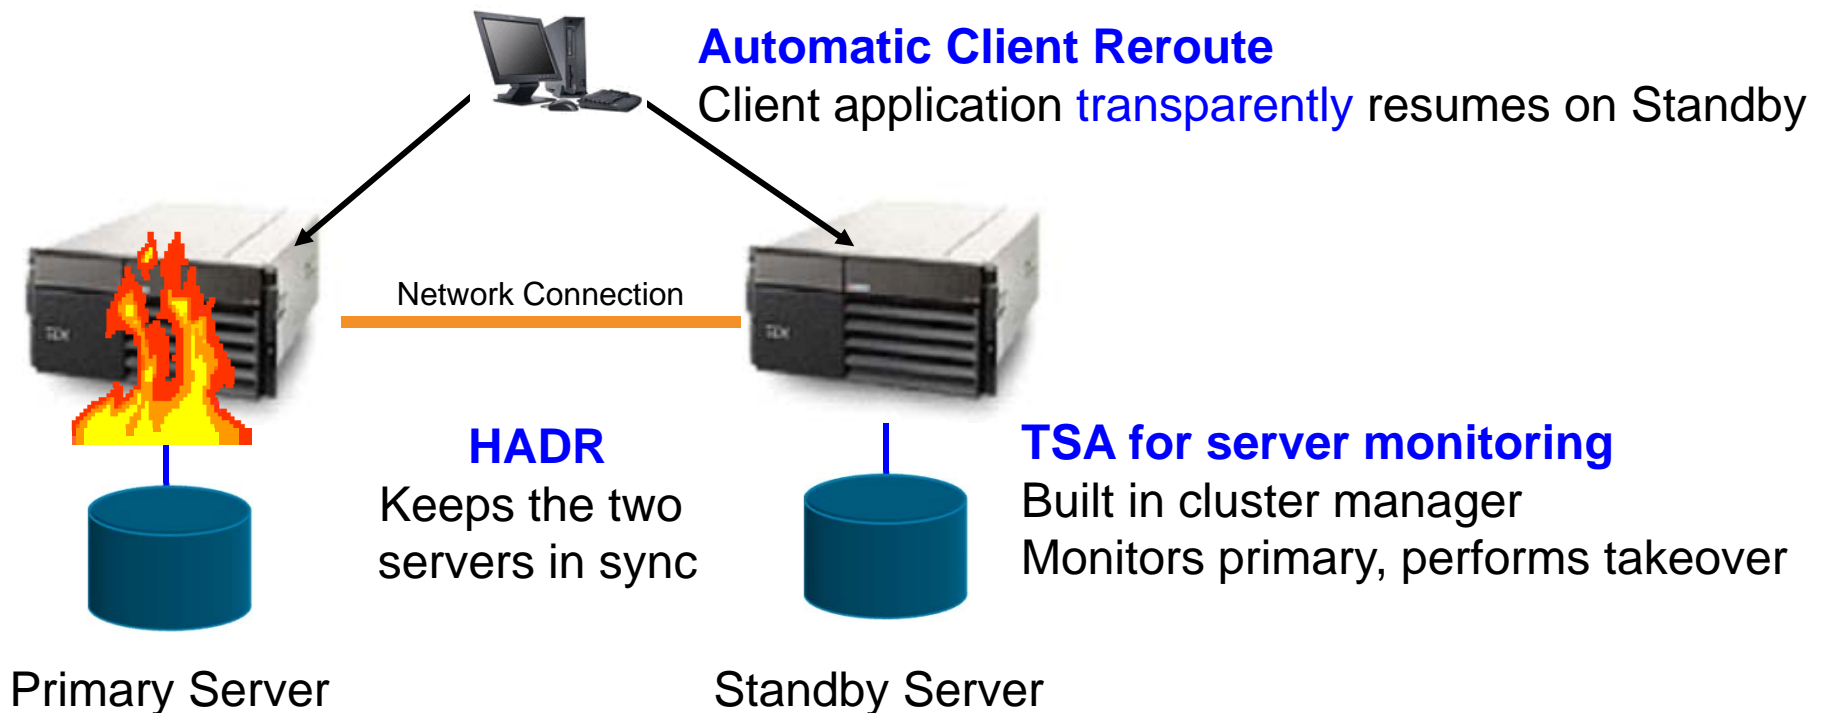 Automatic Client Reroute
Client application transparently resumes on Standby
Network Connection
HADR
Keeps the two
servers in sync
TSA for server monitoring
Built in cluster manager
Monitors primary, performs takeover
Primary Server
Standby Server